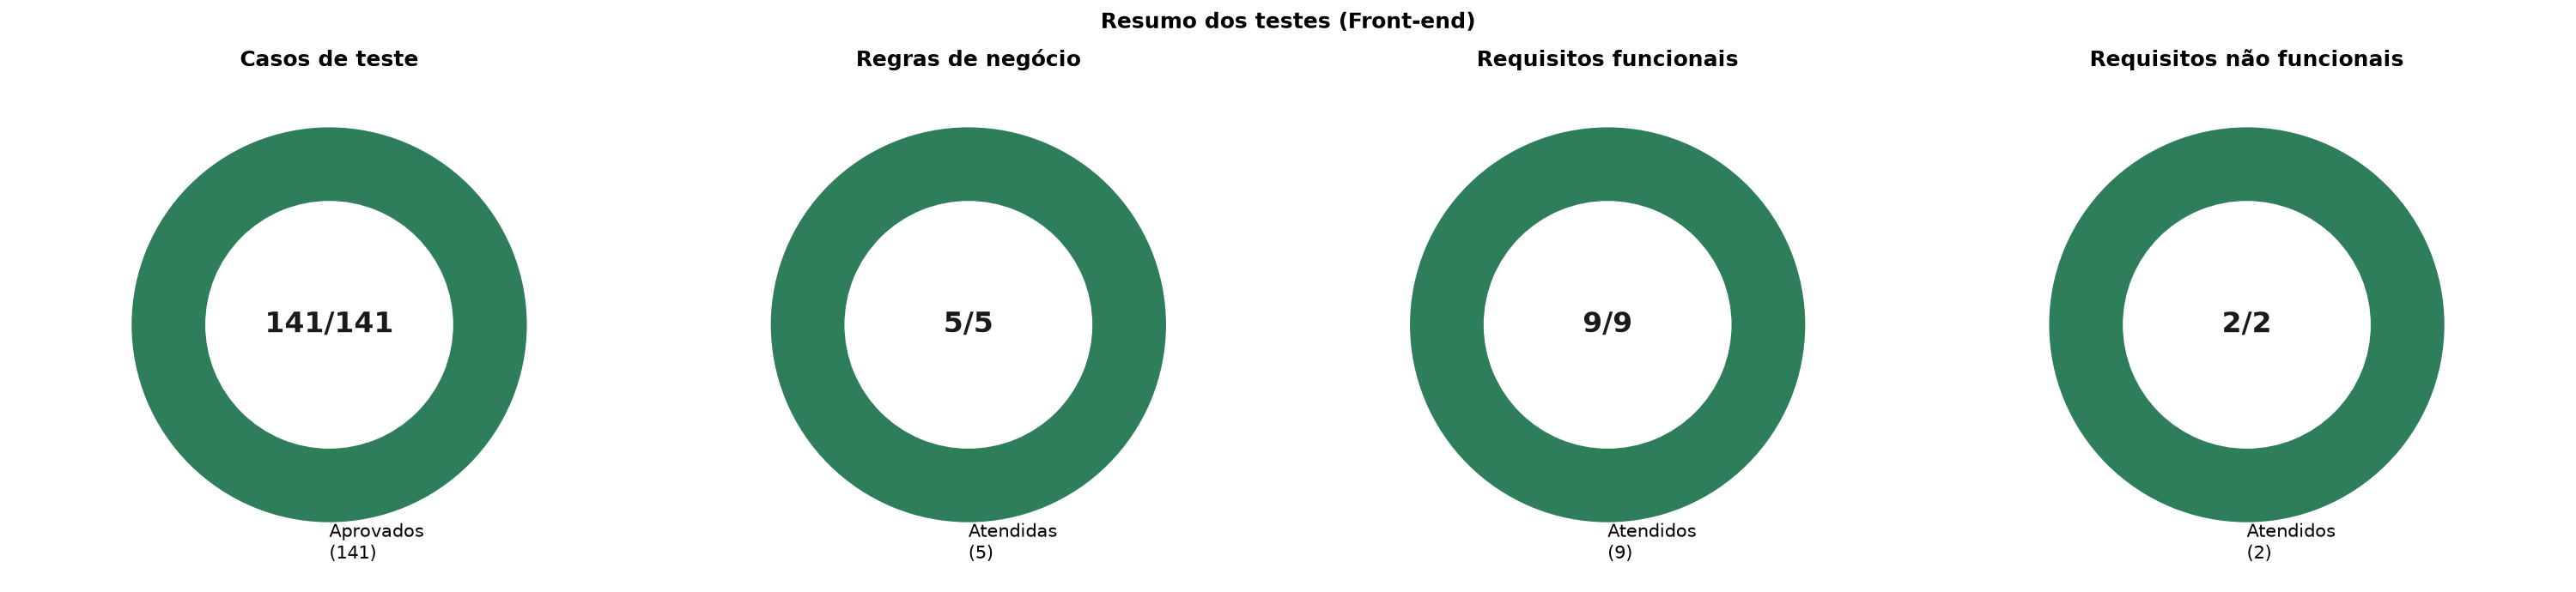 Resumo dos testes (Front-end)
Casos de teste
141/141
Aprovados
(141)
Regras de negócio
5/5
Atendidas
(5)
Requisitos funcionais
9/9
Atendidos
(9)
Requisitos não funcionais
2/2
Atendidos
(2)